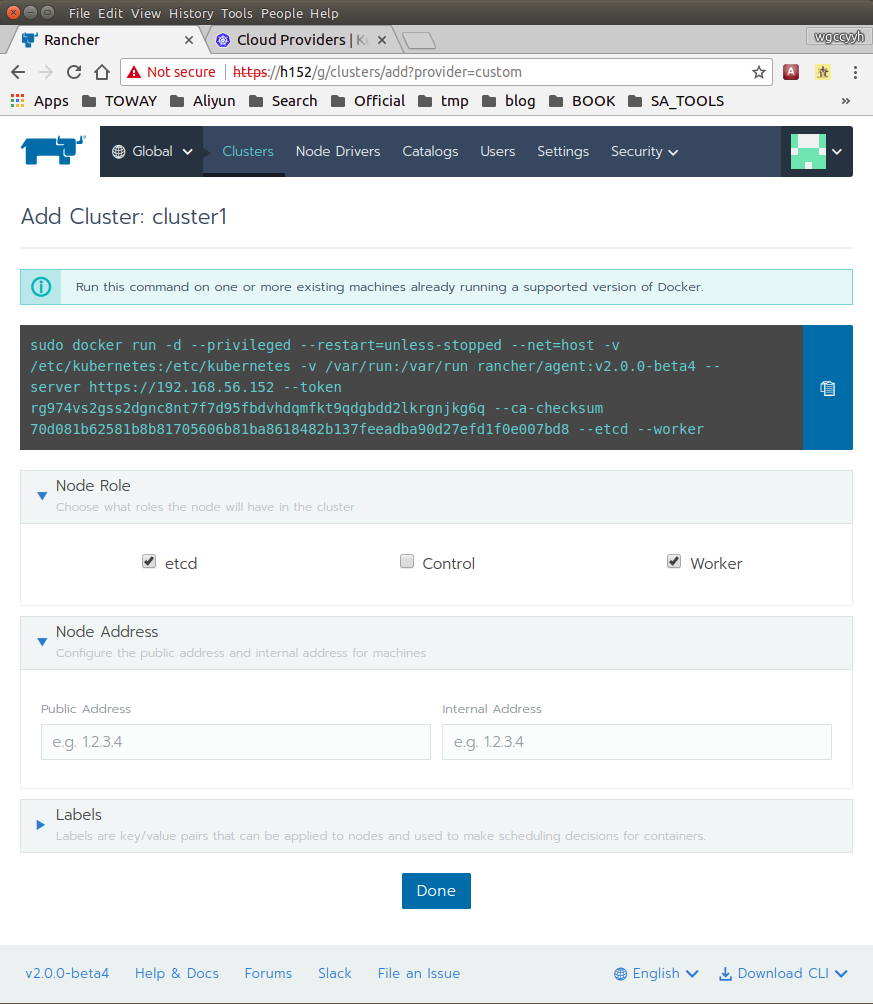 File Edit View History Tools People Help
Rancher
Cloud Providers | Ku
wgccyyh
Not secure
https://h152/g/clusters/add?provider=custom
Apps TOWAY Aliyun Search Official tmp blog BOOK SA_TOOLS »
Global Clusters Node Drivers Catalogs Users Settings Security
Add Cluster: cluster1
Run this command on one or more existing machines already running a supported version of Docker.
sudo docker run -d --privileged --restart=unless-stopped --net=host -v
/etc/kubernetes:/etc/kubernetes -v /var/run:/var/run rancher/agent:v2.0.0-beta4 --
server https://192.168.56.152 --token
rg974vs2gss2dgnc8nt7f7d95fbdvhdqmfkt9qdgbdd2lkrgnjkg6q --ca-checksum
70d081b62581b8b81705606b81ba8618482b137feeadba90d27efd1f0e007bd8 --etcd --worker
Node Role
Choose what roles the node will have in the cluster
etcd Control Worker
Node Address
Configure the public address and internal address for machines
Public Address Internal Address
e.g. 1.2.3.4 e.g. 1.2.3.4
Labels
Labels are key/value pairs that can be applied to nodes and used to make scheduling decisions for containers.
Done
v2.0.0-beta4 Help & Docs Forums Slack File an Issue English Download CLI